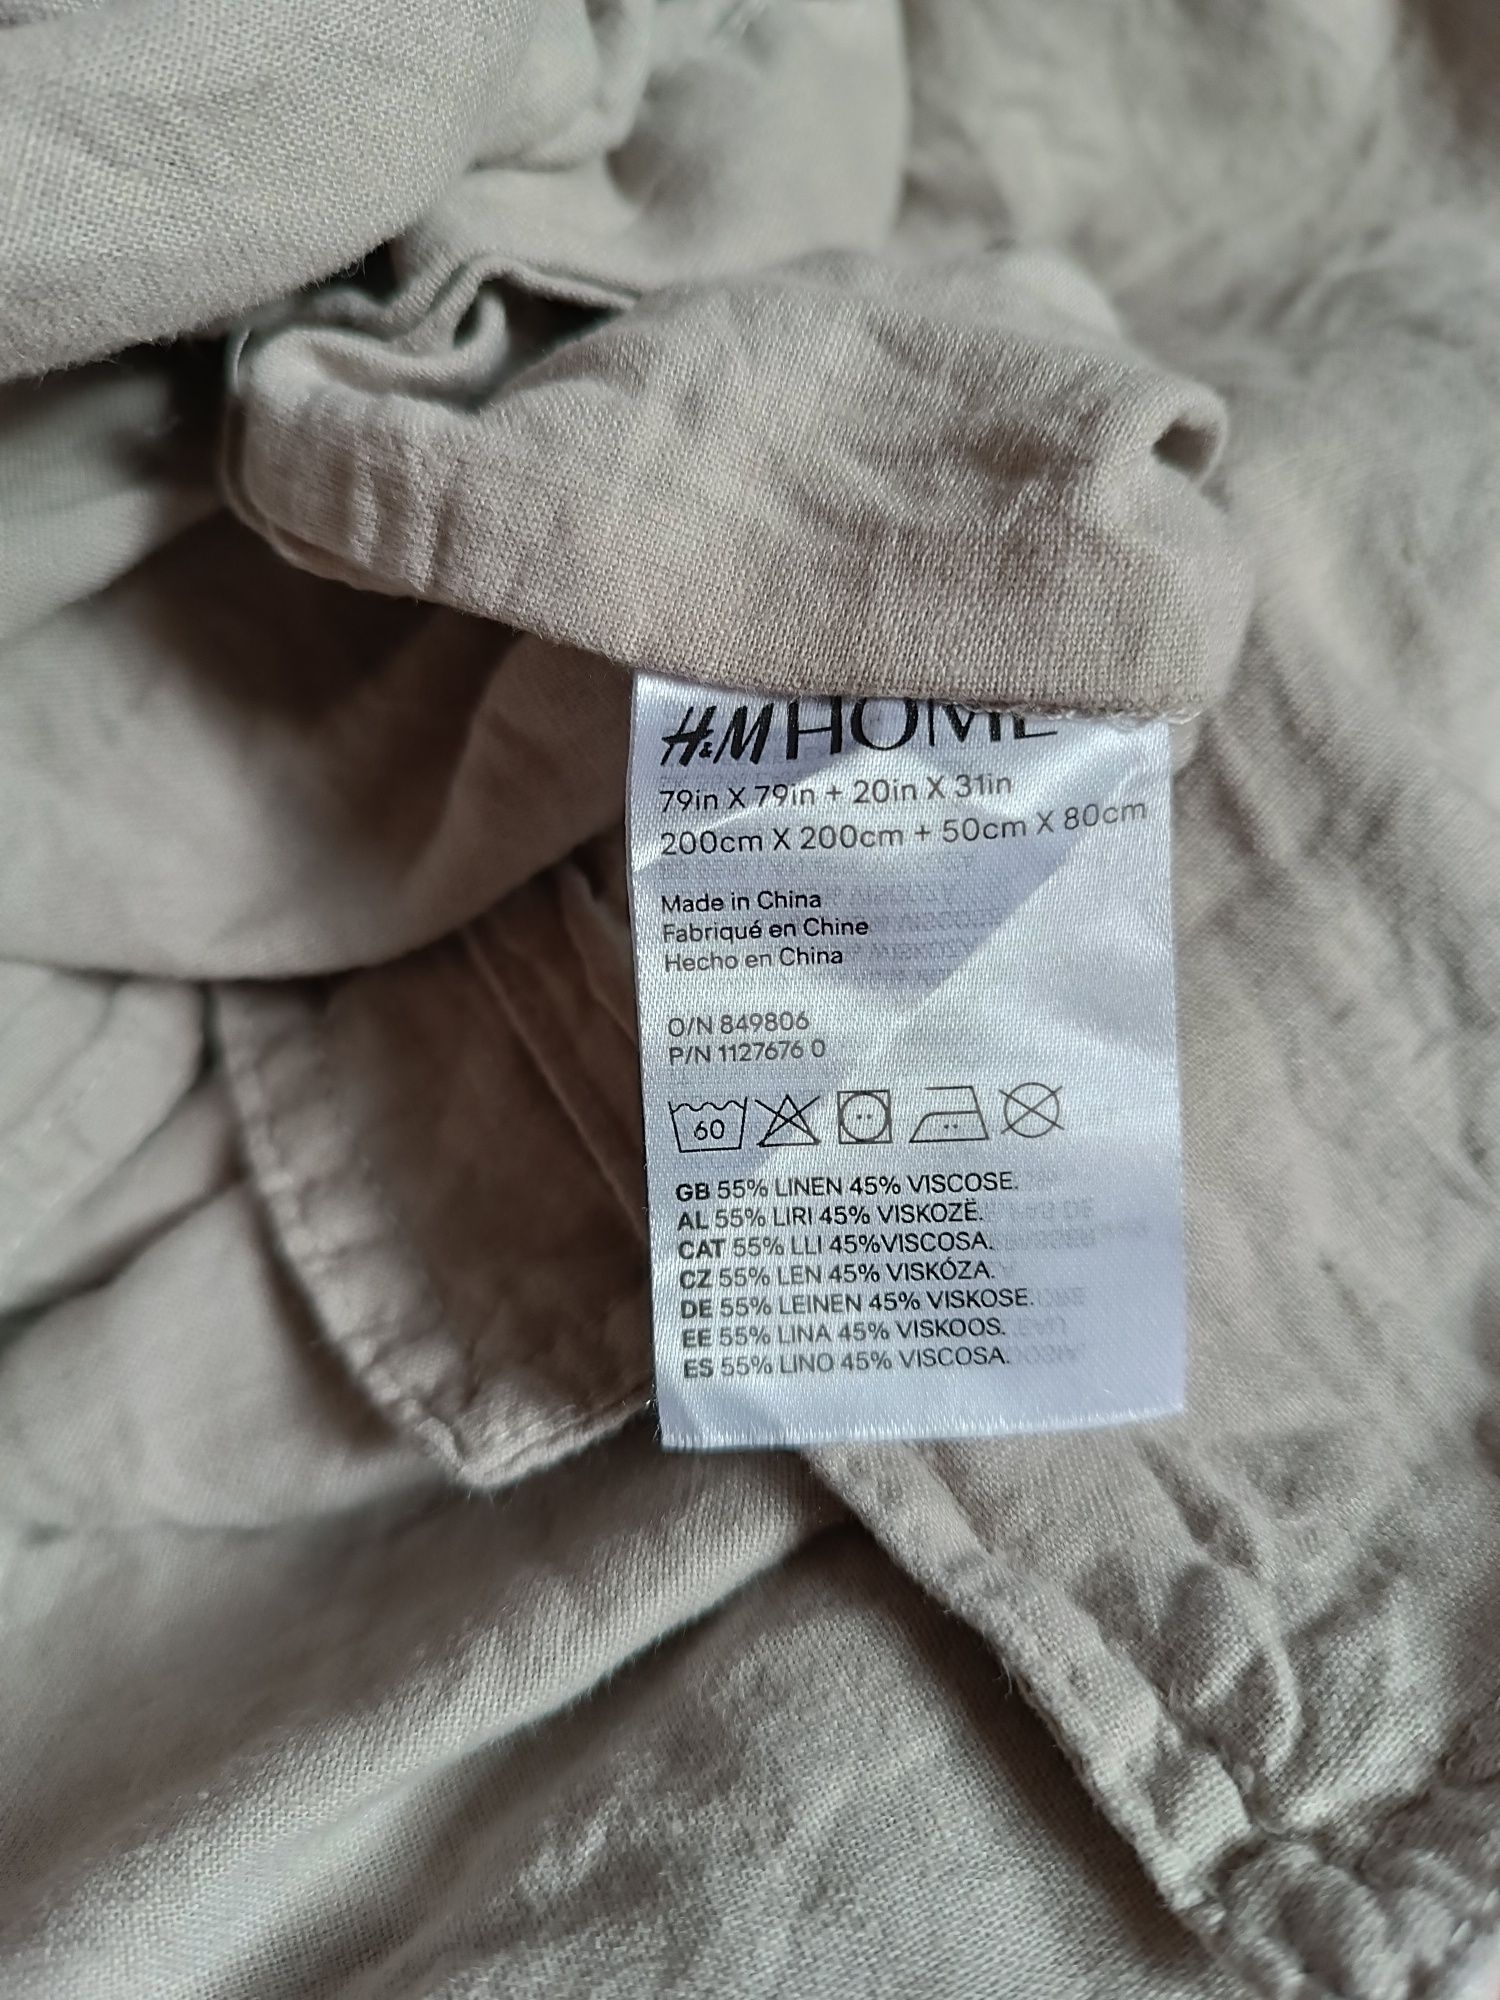 H&M HOME
79in X 79in + 20in X 31in
200cm X 200cm + 50cm X 80cm
Made in China
Fabriqué en Chine
Hecho en China
O/N 849806
P/N 1127676 0
60
GB 55% LINEN 45% VISCOSE.
AL 55% LIRI 45% VISKOZË.
CAT 55% LLI 45%VISCOSA.
CZ 55% LEN 45% VISKÓZA.
DE 55% LEINEN 45% VISKOSE.
EE 55% LINA 45% VISKOOS.
ES 55% LINO 45% VISCOSA.